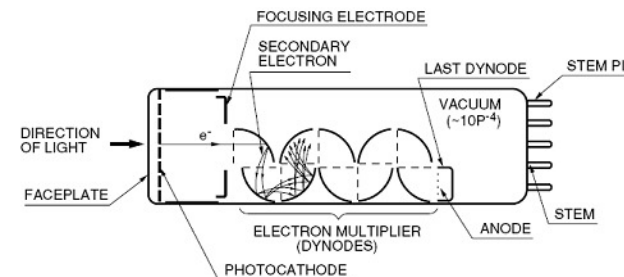 FOCUSING ELECTRODE
SECONDARY
ELECTRON
LAST DYNODE
STEM PI
VACUUM
(~10P⁻⁴)
DIRECTION
OF LIGHT
e⁻
FACEPLATE
ELECTRON MULTIPLIER
(DYNODES)
ANODE
STEM
PHOTOCATHODE